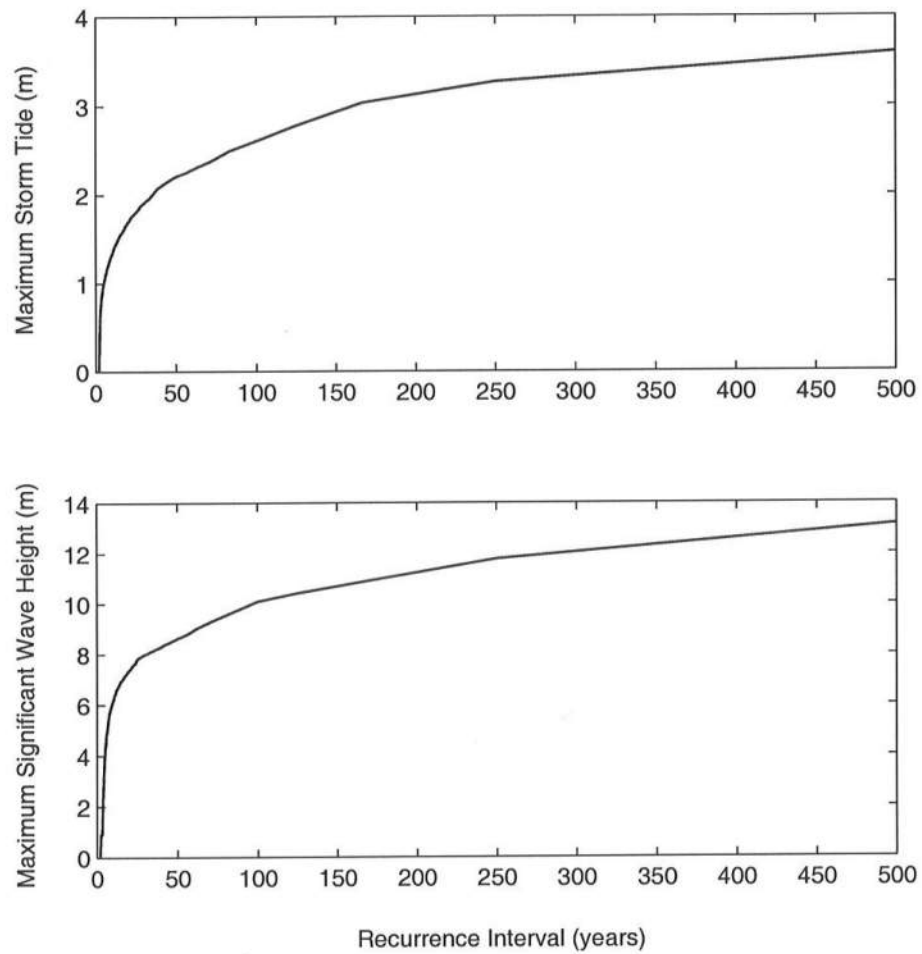 Maximum Storm Tide (m)
4
3
2
1
0
0 50 100 150 200 250 300 350 400 450 500
Maximum Significant Wave Height (m)
14
12
10
8
6
4
2
0
0 50 100 150 200 250 300 350 400 450 500
Recurrence Interval (years)